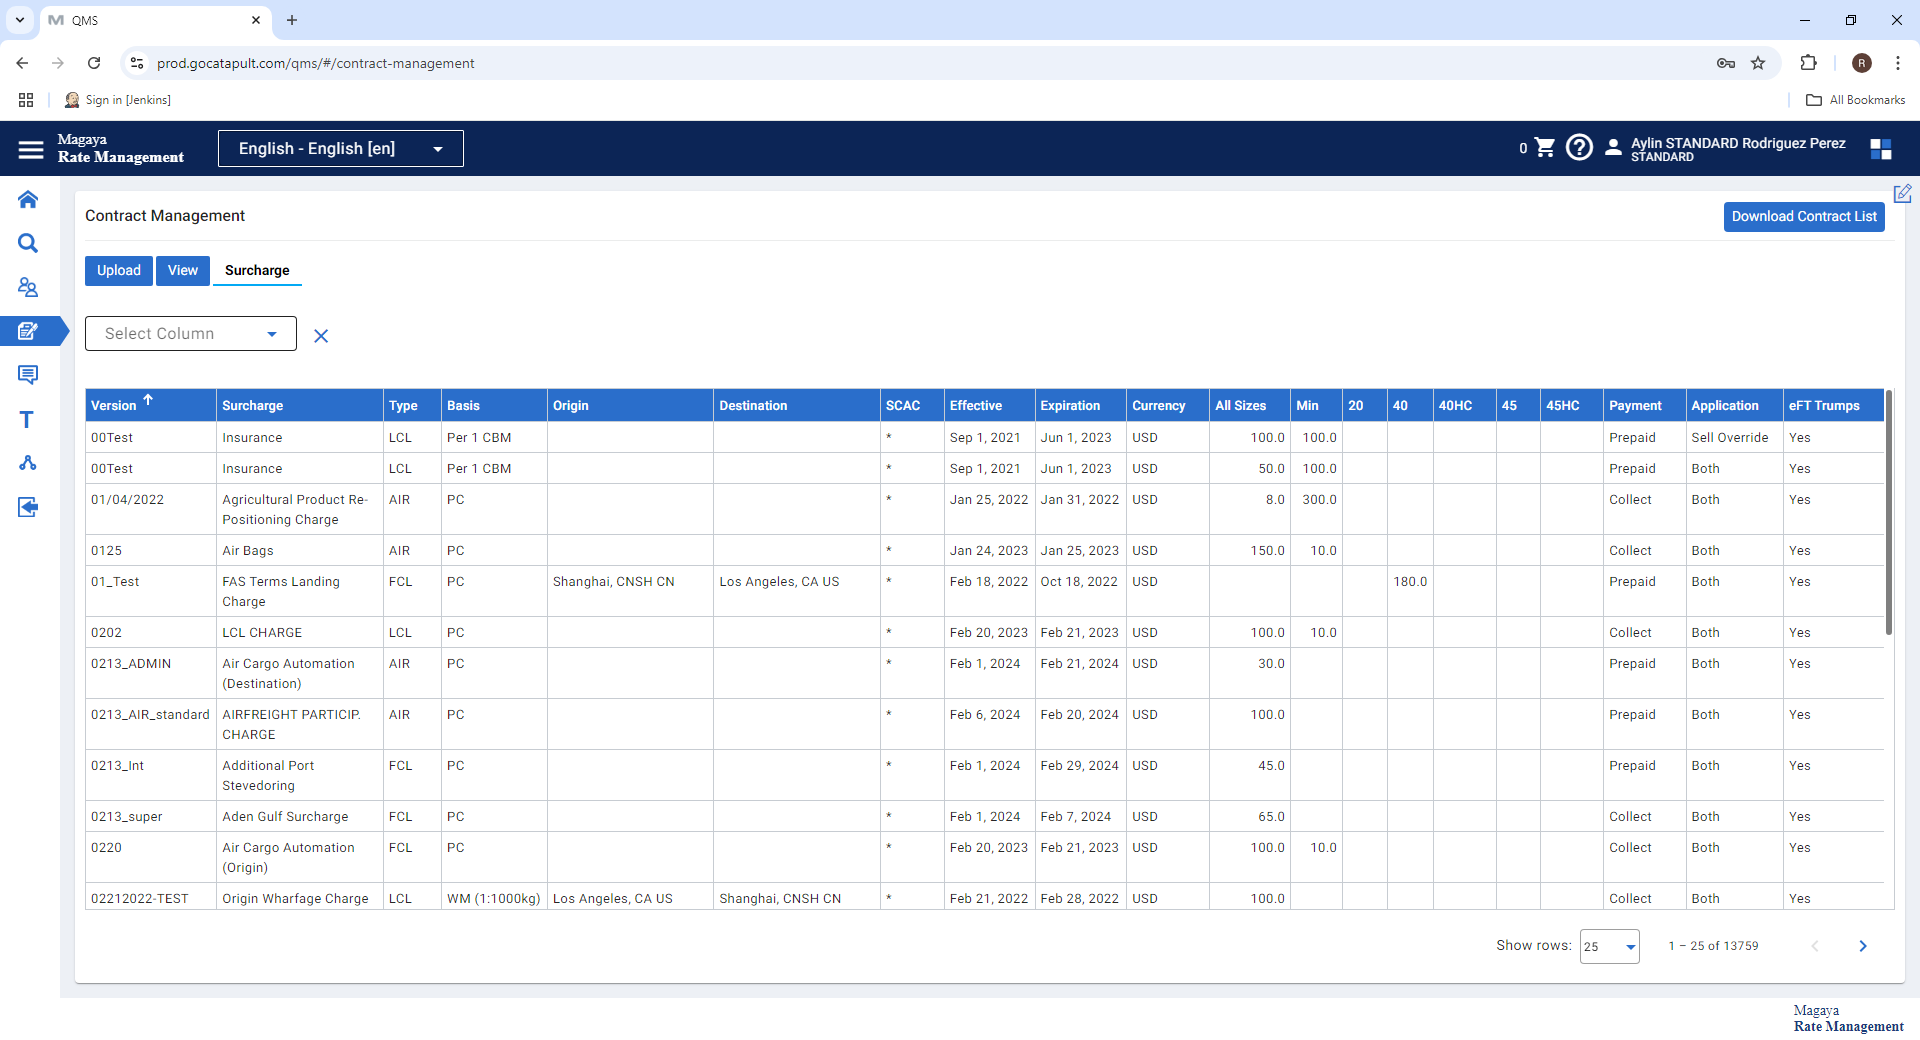 QMS
prod.gocatapult.com/qms/#/contract-management
R
Sign in [Jenkins]
All Bookmarks
Magaya
Rate Management
English - English [en]
0
Aylin STANDARD Rodriguez Perez
STANDARD
Contract Management
Download Contract List
Upload View Surcharge
Select Column
Version Surcharge Type Basis Origin Destination SCAC Effective Expiration Currency All Sizes Min 20 40 40HC 45 45HC Payment Application eFT Trumps
00Test Insurance LCL Per 1 CBM * Sep 1, 2021 Jun 1, 2023 USD 100.0 100.0 Prepaid Sell Override Yes
00Test Insurance LCL Per 1 CBM * Sep 1, 2021 Jun 1, 2023 USD 50.0 100.0 Prepaid Both Yes
01/04/2022 Agricultural Product Re- AIR PC * Jan 25, 2022 Jan 31, 2022 USD 8.0 300.0 Collect Both Yes
Positioning Charge
0125 Air Bags AIR PC * Jan 24, 2023 Jan 25, 2023 USD 150.0 10.0 Collect Both Yes
01_Test FAS Terms Landing FCL PC Shanghai, CNSH CN Los Angeles, CA US * Feb 18, 2022 Oct 18, 2022 USD 180.0 Prepaid Both Yes
Charge
0202 LCL CHARGE LCL PC * Feb 20, 2023 Feb 21, 2023 USD 100.0 10.0 Collect Both Yes
0213_ADMIN Air Cargo Automation AIR PC * Feb 1, 2024 Feb 21, 2024 USD 30.0 Prepaid Both Yes
(Destination)
0213_AIR_standard AIRFREIGHT PARTICIP. AIR PC * Feb 6, 2024 Feb 20, 2024 USD 100.0 Prepaid Both Yes
CHARGE
0213_Int Additional Port FCL PC * Feb 1, 2024 Feb 29, 2024 USD 45.0 Prepaid Both Yes
Stevedoring
0213_super Aden Gulf Surcharge FCL PC * Feb 1, 2024 Feb 7, 2024 USD 65.0 Collect Both Yes
0220 Air Cargo Automation FCL PC * Feb 20, 2023 Feb 21, 2023 USD 100.0 10.0 Collect Both Yes
(Origin)
02212022-TEST Origin Wharfage Charge LCL WM (1:1000kg) Los Angeles, CA US Shanghai, CNSH CN * Feb 21, 2022 Feb 28, 2022 USD 100.0 Collect Both Yes
Show rows: 25 1 – 25 of 13759
Magaya
Rate Management